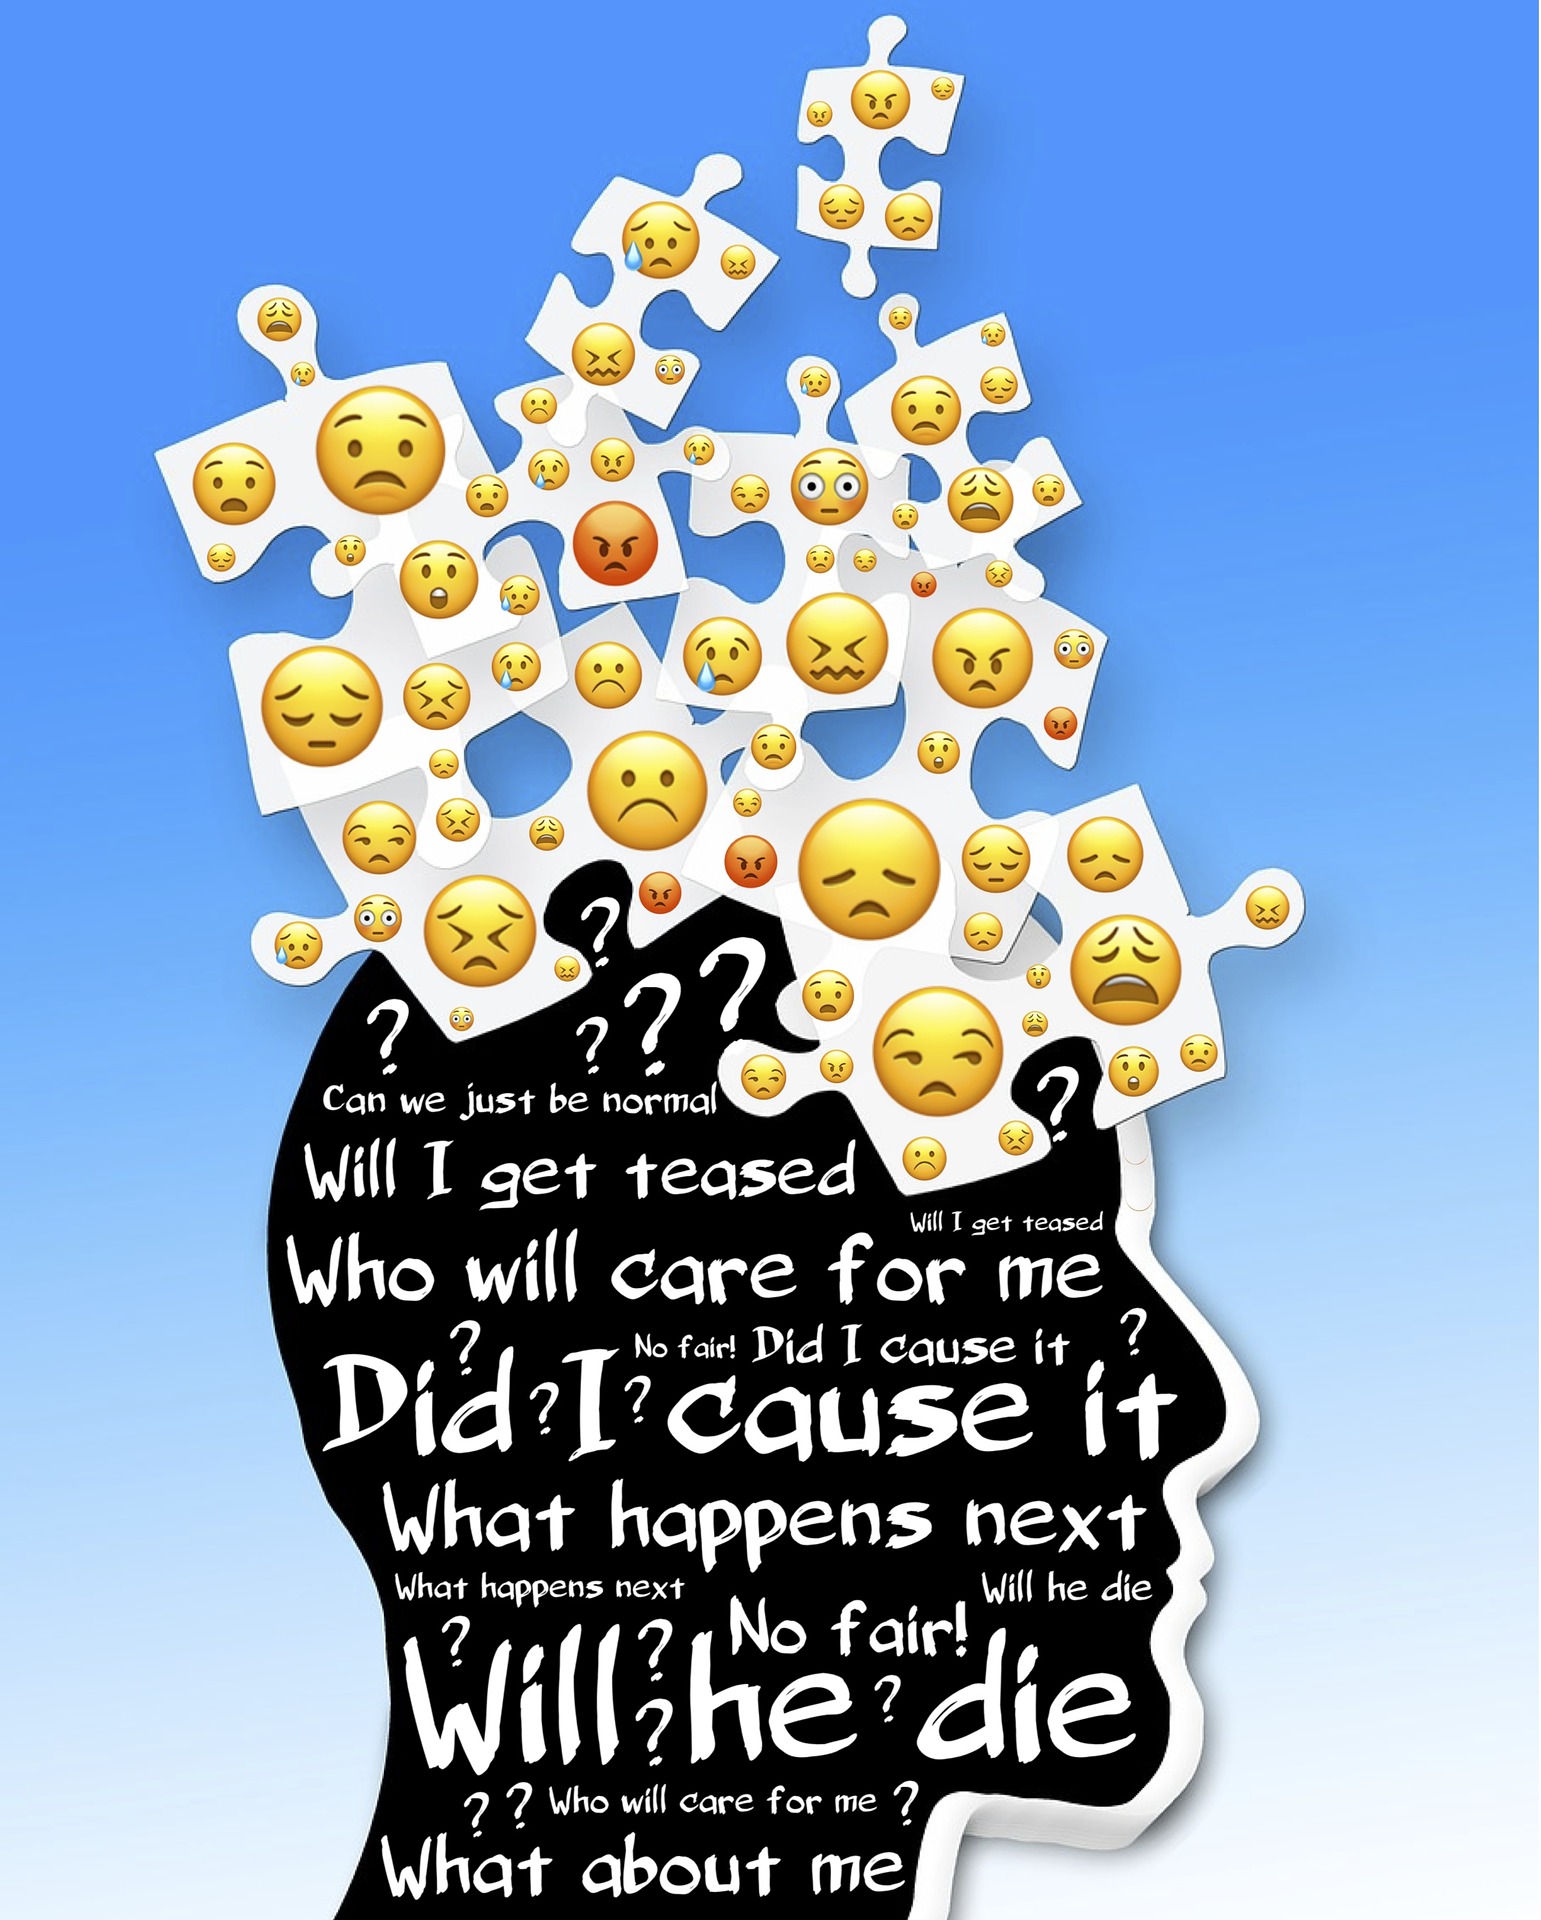 ?
? ? ? ?
Can we just be normal
?
Will I get teased
Will I get teased
Who will care for me
? No fair! Did I cause it ?
Did ? I ? cause it
What happens next
What happens next
Will he die
No fair!
? ?
Will ? he ? die
? ? Who will care for me ?
What about me